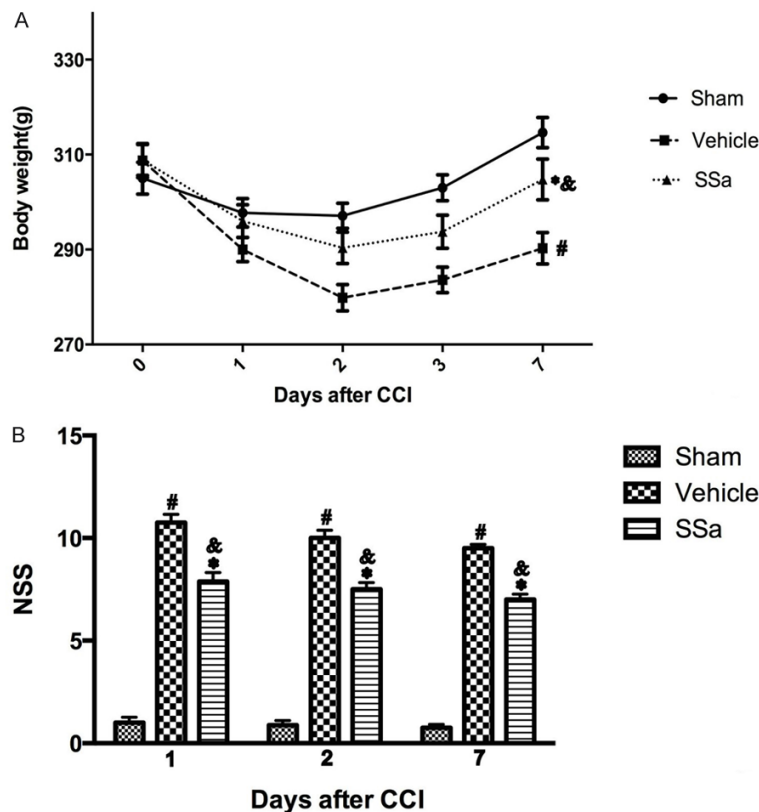 A
330
310
290
270
Body weight(g)
*&
#
0 1 2 3 7
Days after CCI
Sham
Vehicle
SSa
B
15
10
5
0
NSS
# & * # & * # & *
1 2 7
Days after CCI
Sham
Vehicle
SSa